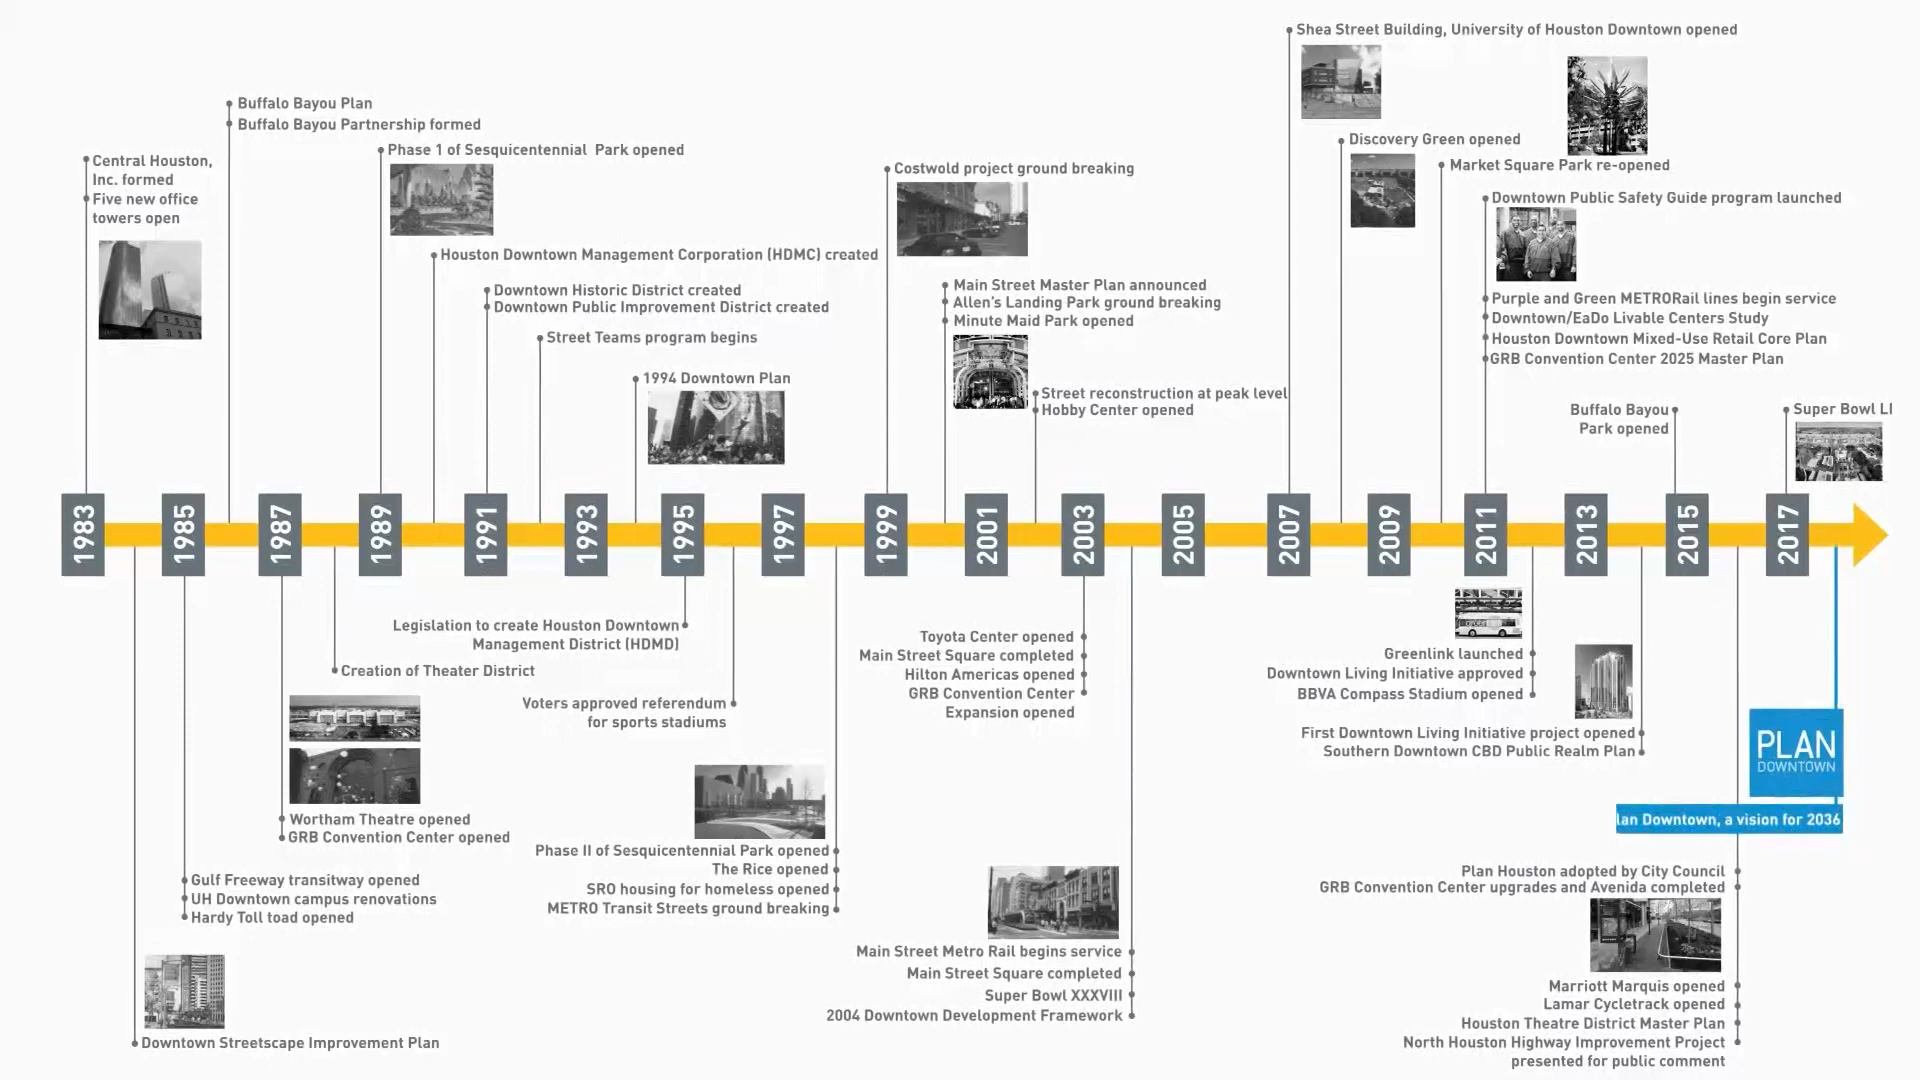 Shea Street Building, University of Houston Downtown opened
Buffalo Bayou Plan
Buffalo Bayou Partnership formed
Central Houston,
Inc. formed
Five new office
towers open
Phase 1 of Sesquicentennial Park opened
Costwold project ground breaking
Discovery Green opened
Market Square Park re-opened
Downtown Public Safety Guide program launched
Houston Downtown Management Corporation (HDMC) created
Downtown Historic District created
Downtown Public Improvement District created
Street Teams program begins
1994 Downtown Plan
Main Street Master Plan announced
Allen's Landing Park ground breaking
Minute Maid Park opened
Street reconstruction at peak level
Hobby Center opened
Purple and Green METRORail lines begin service
Downtown/EaDo Livable Centers Study
Houston Downtown Mixed-Use Retail Core Plan
GRB Convention Center 2025 Master Plan
Buffalo Bayou
Park opened
Super Bowl LI
1983
1985
1987
1989
1991
1993
1995
1997
1999
2001
2003
2005
2007
2009
2011
2013
2015
2017
Legislation to create Houston Downtown
Management District (HDMD)
Creation of Theater District
Voters approved referendum
for sports stadiums
Wortham Theatre opened
GRB Convention Center opened
Gulf Freeway transitway opened
UH Downtown campus renovations
Hardy Toll toad opened
Downtown Streetscape Improvement Plan
Phase II of Sesquicentennial Park opened
The Rice opened
SRO housing for homeless opened
METRO Transit Streets ground breaking
Toyota Center opened
Main Street Square completed
Hilton Americas opened
GRB Convention Center
Expansion opened
Main Street Metro Rail begins service
Main Street Square completed
Super Bowl XXXVIII
2004 Downtown Development Framework
Greenlink launched
Downtown Living Initiative approved
BBVA Compass Stadium opened
First Downtown Living Initiative project opened
Southern Downtown CBD Public Realm Plan
PLAN
DOWNTOWN
lan Downtown, a vision for 2036
Plan Houston adopted by City Council
GRB Convention Center upgrades and Avenida completed
Marriott Marquis opened
Lamar Cycletrack opened
Houston Theatre District Master Plan
North Houston Highway Improvement Project
presented for public comment